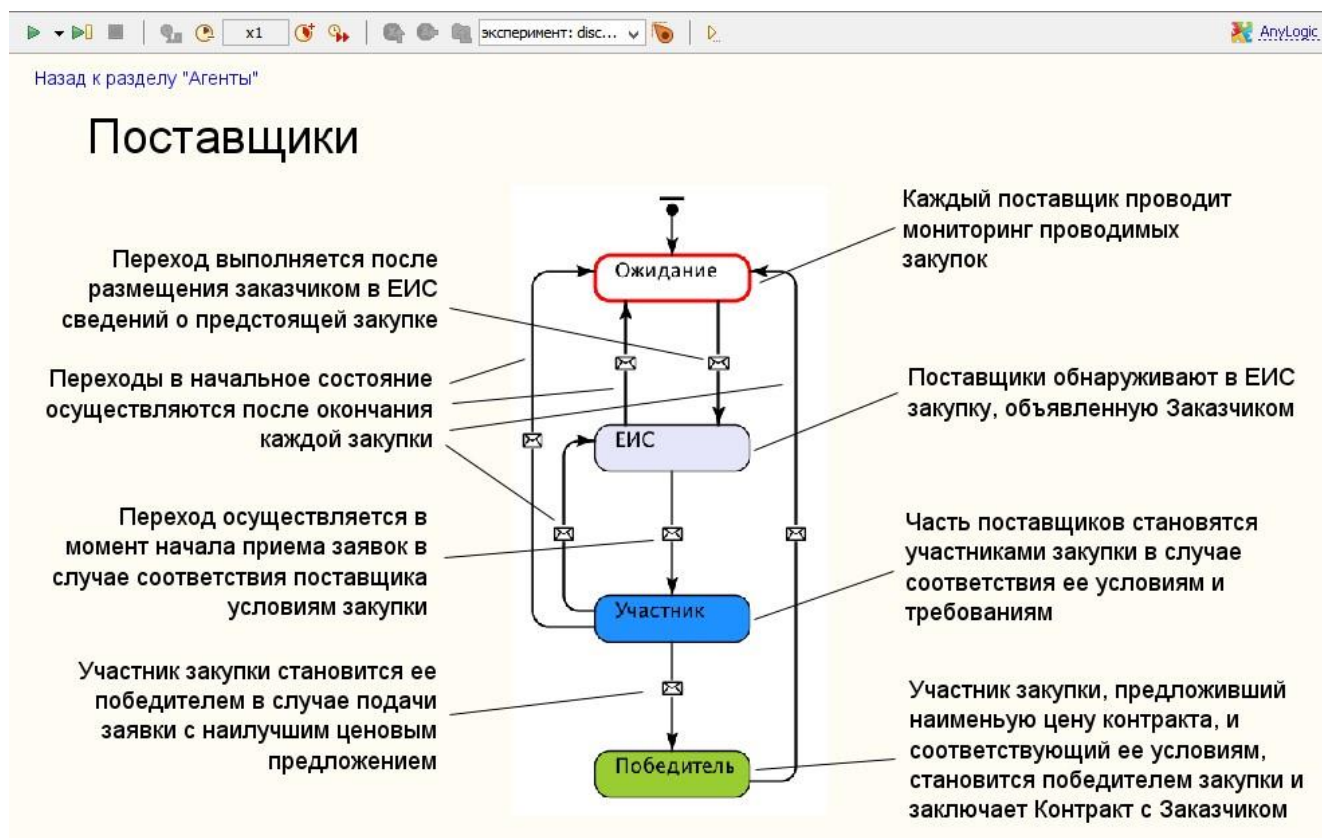 x1
эксперимент: disc...
AnyLogic
Назад к разделу "Агенты"
Поставщики
Каждый поставщик проводит
мониторинг проводимых
закупок
Переход выполняется после
размещения заказчиком в ЕИС
сведений о предстоящей закупке
Ожидание
Переходы в начальное состояние
осуществляются после окончания
каждой закупки
Поставщики обнаруживают в ЕИС
закупку, объявленную Заказчиком
ЕИС
Переход осуществляется в
момент начала приема заявок в
случае соответствия поставщика
условиям закупки
Часть поставщиков становятся
участниками закупки в случае
соответствия ее условиям и
требованиям
Участник
Участник закупки становится ее
победителем в случае подачи
заявки с наилучшим ценовым
предложением
Участник закупки, предложивший
наименьую цену контракта, и
соответствующий ее условиям,
становится победителем закупки и
заключает Контракт с Заказчиком
Победитель